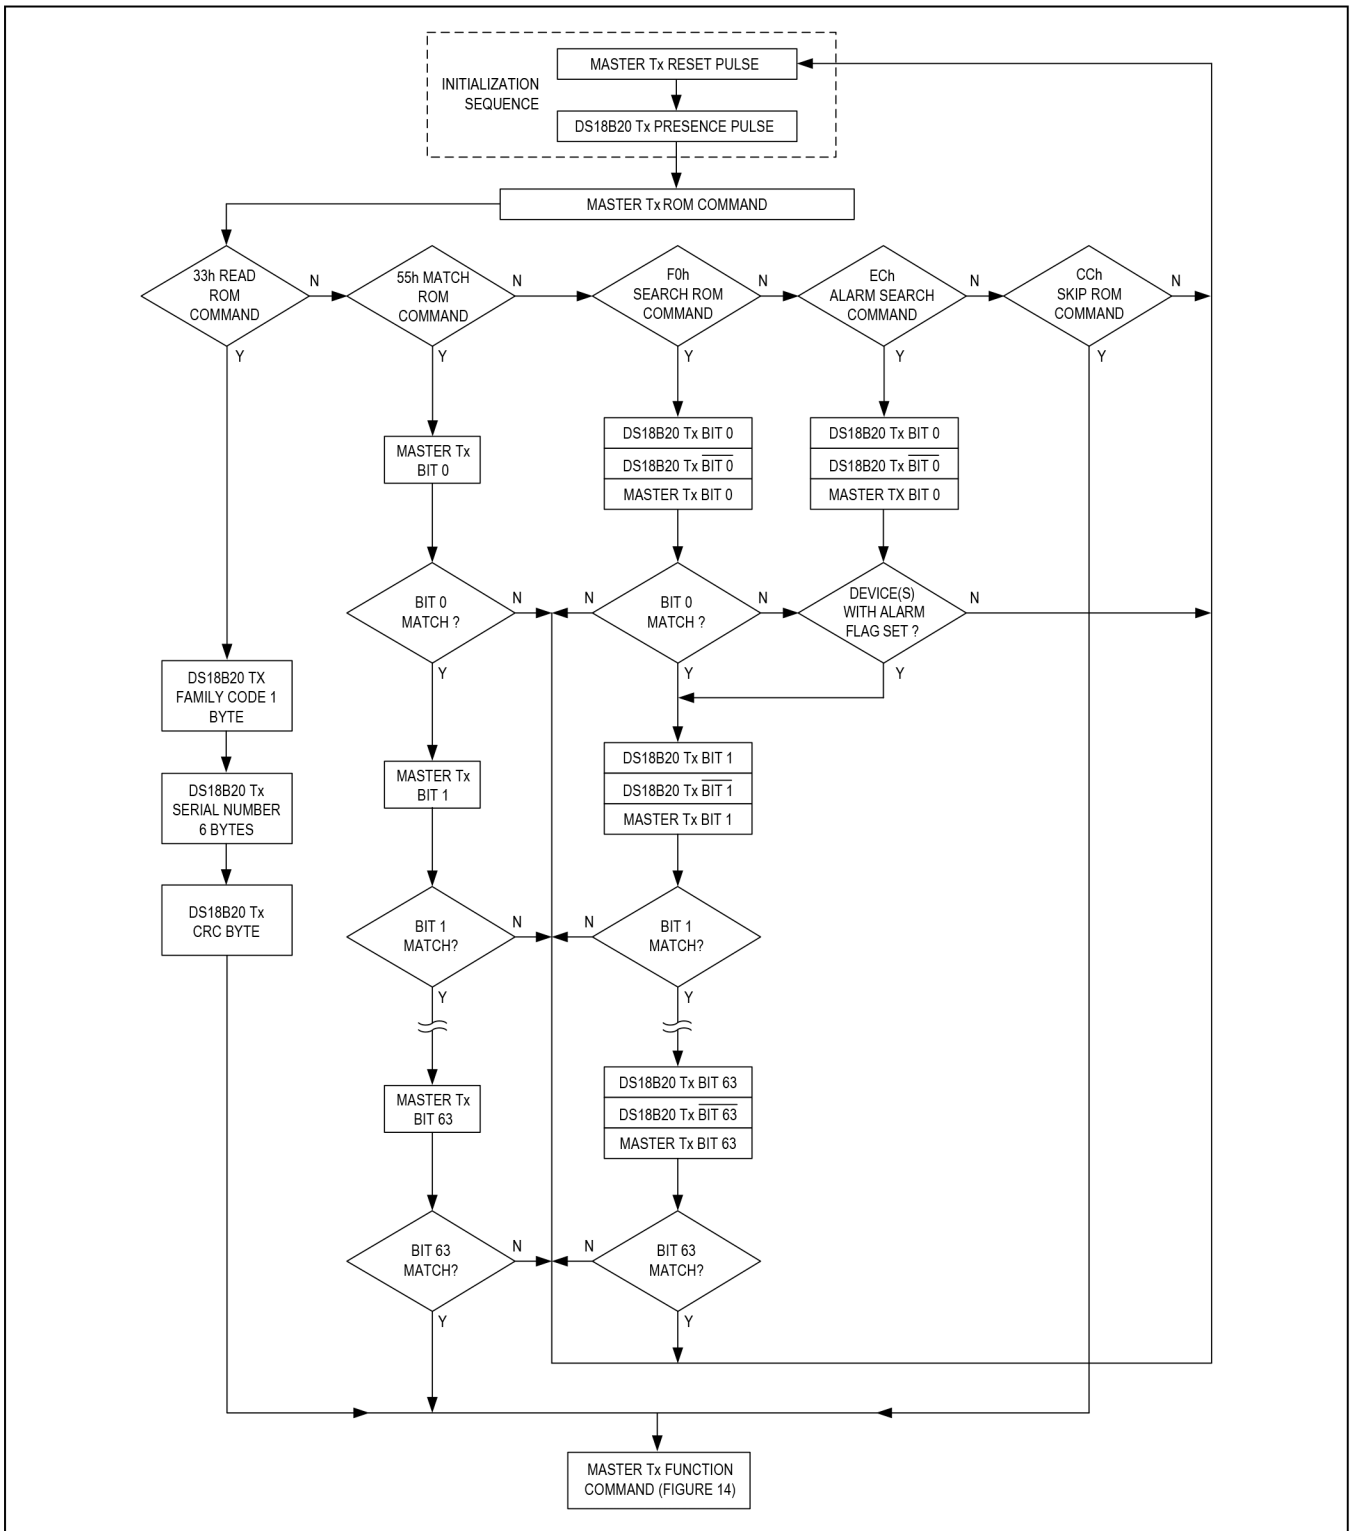 MASTER Tx RESET PULSE
INITIALIZATION
SEQUENCE
DS18B20 Tx PRESENCE PULSE
MASTER Tx ROM COMMAND
33h READ
ROM
COMMAND
N
Y
55h MATCH
ROM
COMMAND
N
Y
F0h
SEARCH ROM
COMMAND
N
Y
ECh
ALARM SEARCH
COMMAND
N
Y
CCh
SKIP ROM
COMMAND
N
Y
MASTER Tx
BIT 0
DS18B20 Tx BIT 0
DS18B20 Tx BIT 0
MASTER Tx BIT 0
DS18B20 Tx BIT 0
DS18B20 Tx BIT 0
MASTER TX BIT 0
BIT 0
MATCH ?
N
Y
N
BIT 0
MATCH ?
N
Y
DEVICE(S)
WITH ALARM
FLAG SET ?
N
Y
DS18B20 TX
FAMILY CODE 1
BYTE
DS18B20 Tx
SERIAL NUMBER
6 BYTES
DS18B20 Tx
CRC BYTE
MASTER Tx
BIT 1
DS18B20 Tx BIT 1
DS18B20 Tx BIT 1
MASTER Tx BIT 1
BIT 1
MATCH?
N
Y
N
BIT 1
MATCH?
Y
MASTER Tx
BIT 63
DS18B20 Tx BIT 63
DS18B20 Tx BIT 63
MASTER Tx BIT 63
BIT 63
MATCH?
N
Y
N
BIT 63
MATCH?
Y
MASTER Tx FUNCTION
COMMAND (FIGURE 14)